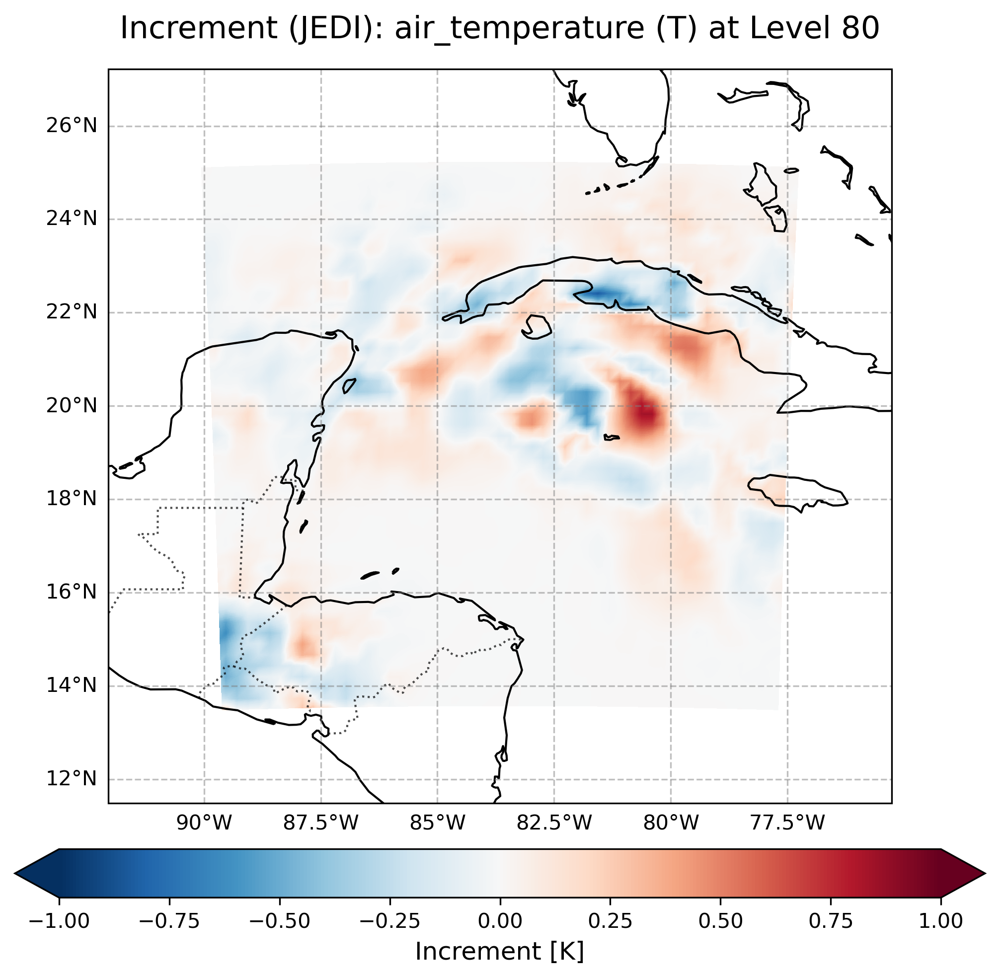 Increment (JEDI): air_temperature (T) at Level 80
26°N
24°N
22°N
20°N
18°N
16°N
14°N
12°N
90°W 87.5°W 85°W 82.5°W 80°W 77.5°W
−1.00 −0.75 −0.50 −0.25 0.00 0.25 0.50 0.75 1.00
Increment [K]